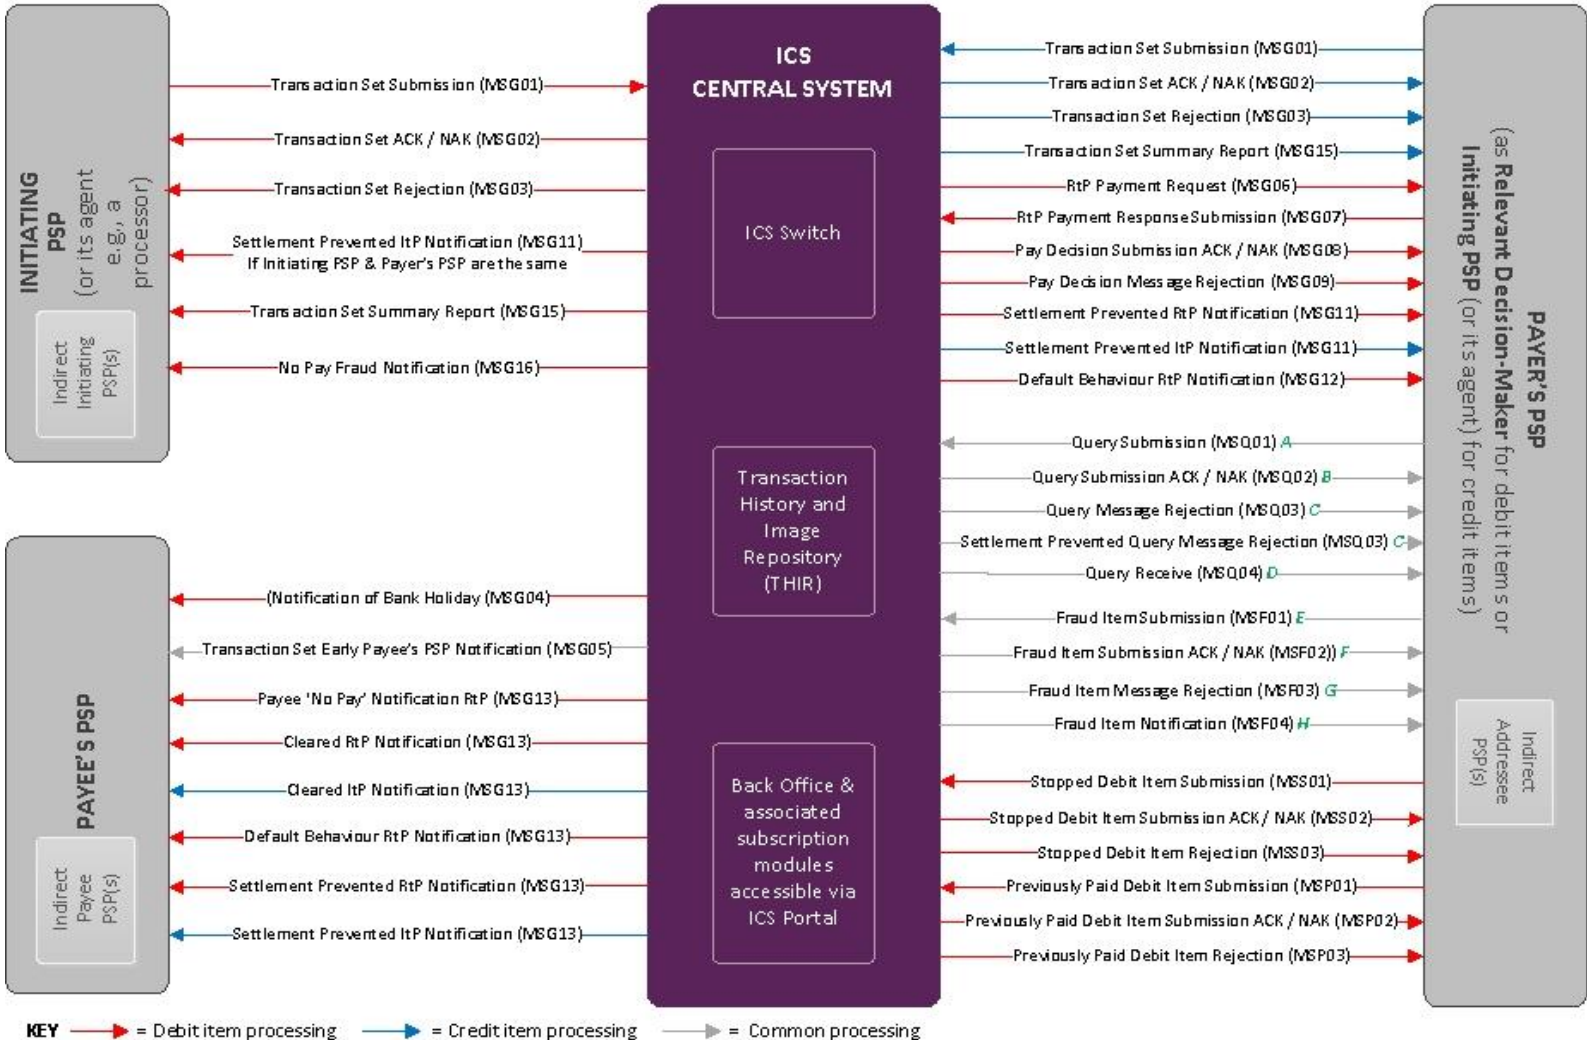 INITIATING
PSP
(or its agent
e.g., a
processor)
Indirect
Initiating
PSP(s)
Transaction Set Submission (MSG01)
Transaction Set ACK / NAK (MSG02)
Transaction Set Rejection (MSG03)
Settlement Prevented ItP Notification (MSG11)
If Initiating PSP & Payer's PSP are the same
Transaction Set Summary Report (MSG15)
No Pay Fraud Notification (MSG16)
PAYEE'S PSP
Indirect
Payee
PSP(s)
(Notification of Bank Holiday (MSG04)
Transaction Set Early Payee's PSP Notification (MSG05)
Payee 'No Pay' Notification RtP (MSG13)
Cleared RtP Notification (MSG13)
Cleared ItP Notification (MSG13)
Default Behaviour RtP Notification (MSG13)
Settlement Prevented RtP Notification (MSG13)
Settlement Prevented ItP Notification (MSG13)
ICS
CENTRAL SYSTEM
ICS Switch
Transaction
History and
Image
Repository
(THIR)
Back Office &
associated
subscription
modules
accessible via
ICS Portal
Transaction Set Submission (MSG01)
Transaction Set ACK / NAK (MSG02)
Transaction Set Rejection (MSG03)
Transaction Set Summary Report (MSG15)
RtP Payment Request (MSG06)
RtP Payment Response Submission (MSG07)
Pay Decision Submission ACK / NAK (MSG08)
Pay Decision Message Rejection (MSG09)
Settlement Prevented RtP Notification (MSG11)
Settlement Prevented ItP Notification (MSG11)
Default Behaviour RtP Notification (MSG12)
Query Submission (MSQ01) A
Query Submission ACK / NAK (MSQ02) B
Query Message Rejection (MSQ03) C
Settlement Prevented Query Message Rejection (MSQ03) C
Query Receive (MSQ04) D
Fraud Item Submission (MSF01) E
Fraud Item Submission ACK / NAK (MSF02)) F
Fraud Item Message Rejection (MSF03) G
Fraud Item Notification (MSF04) H
Stopped Debit Item Submission (MSS01)
Stopped Debit Item Submission ACK / NAK (MSS02)
Stopped Debit Item Rejection (MSS03)
Previously Paid Debit Item Submission (MSP01)
Previously Paid Debit Item Submission ACK / NAK (MSP02)
Previously Paid Debit Item Rejection (MSP03)
PAYER'S PSP
(as Relevant Decision-Maker for debit items or
Initiating PSP (or its agent) for credit items)
Indirect
Addressee
PSP(s)
KEY = Debit item processing = Credit item processing = Common processing